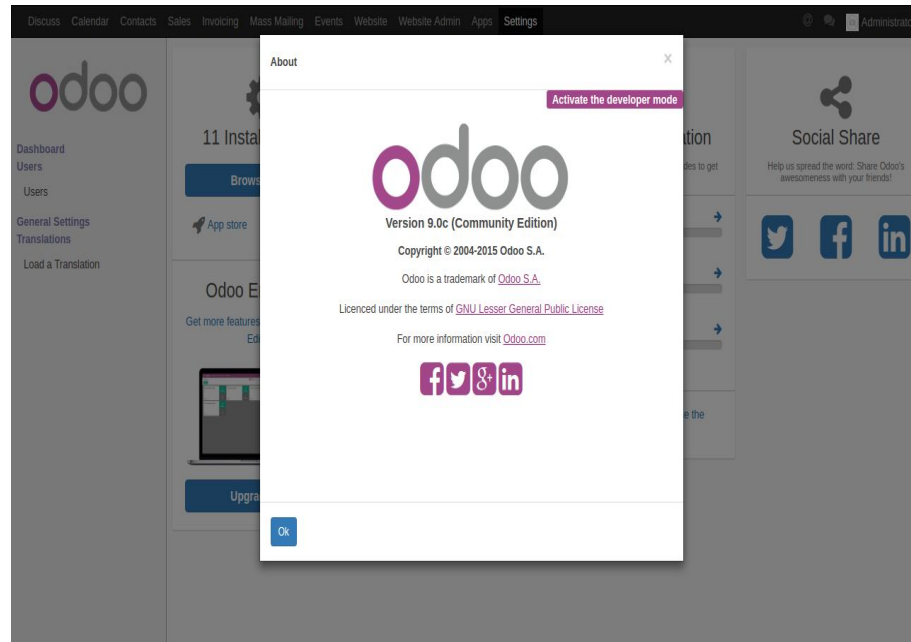 Discuss Calendar Contacts Sales Invoicing Mass Mailing Events Website Website Admin Apps Settings @ Administrato
odoo
Dashboard
Users
Users
General Settings
Translations
Load a Translation
11 Instal
Brows
App store
Odoo E
Get more features
Edi
Upgra
About
x
Activate the developer mode
odoo
Version 9.0c (Community Edition)
Copyright © 2004-2015 Odoo S.A.
Odoo is a trademark of Odoo S.A.
Licenced under the terms of GNU Lesser General Public License
For more information visit Odoo.com
Ok
tion
des to get
e the
Social Share
Help us spread the word: Share Odoo's
awesomeness with your friends!